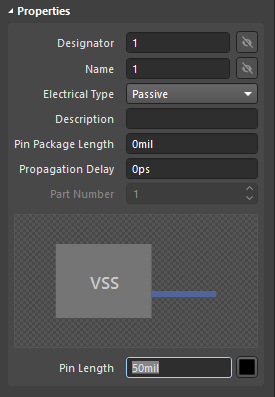 Properties
Designator 1
Name 1
Electrical Type Passive
Description
Pin Package Length 0mil
Propagation Delay 0ps
Part Number 1
VSS
Pin Length 50mil